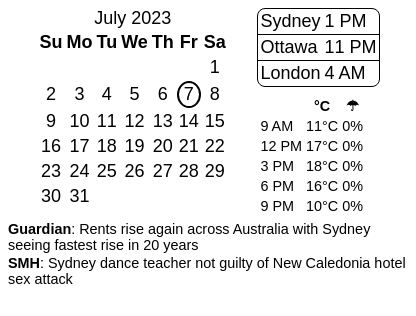 July 2023
Su Mo Tu We Th Fr Sa
1
2 3 4 5 6 7 8
9 10 11 12 13 14 15
16 17 18 19 20 21 22
23 24 25 26 27 28 29
30 31
Sydney 1 PM
Ottawa 11 PM
London 4 AM
°C ☂
9 AM 11°C 0%
12 PM 17°C 0%
3 PM 18°C 0%
6 PM 16°C 0%
9 PM 10°C 0%
Guardian: Rents rise again across Australia with Sydney
seeing fastest rise in 20 years
SMH: Sydney dance teacher not guilty of New Caledonia hotel
sex attack